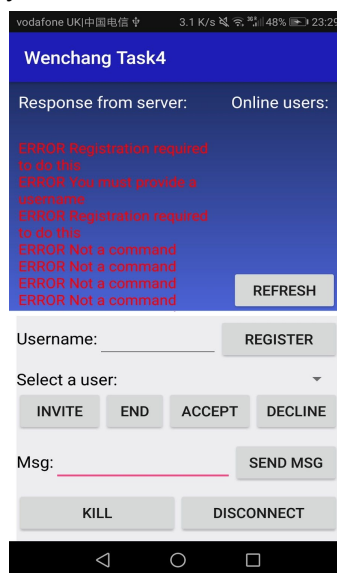 vodafone UK|中国电信 3.1 K/s 48% 23:29
Wenchang Task4
Response from server: Online users:
ERROR Registration required
to do this
ERROR You must provide a
username
ERROR Registration required
to do this
ERROR Not a command
ERROR Not a command
ERROR Not a command
ERROR Not a command
REFRESH
Username: REGISTER
Select a user:
INVITE END ACCEPT DECLINE
Msg: SEND MSG
KILL DISCONNECT